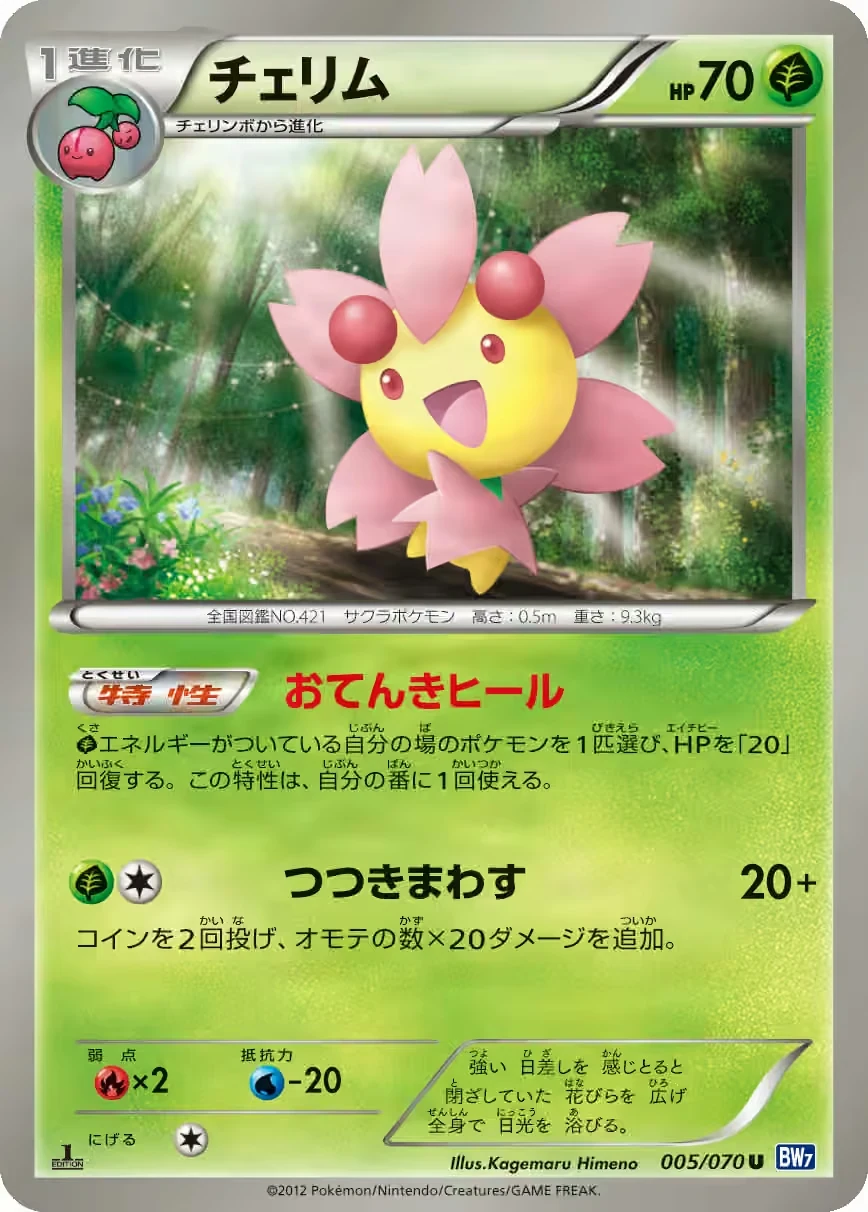 1進化
チェリム
HP70
チェリンボから進化
全国図鑑NO.421 サクラポケモン 高さ：0.5m 重さ：9.3kg
とくせい
特性 おてんきヒール
くさ じぶん ば びきえら エイチピー
エネルギーがついている自分の場のポケモンを1匹選び、HPを「20」
かいふく とくせい じぶん ばん かいつか
回復する。この特性は、自分の番に1回使える。
つつきまわす 20+
かい な かず ついか
コインを2回投げ、オモテの数×20ダメージを追加。
弱点 抵抗力
×2 -20
にげる
つよ ひ ざ かん
強い 日差しを 感じとると
と はな ひろ
閉ざしていた 花びらを 広げ
ぜんしん にっこう あ
全身で 日光を 浴びる。
1 EDITION
Illus.Kagemaru Himeno 005/070 U BW7
©2012 Pokémon/Nintendo/Creatures/GAME FREAK.